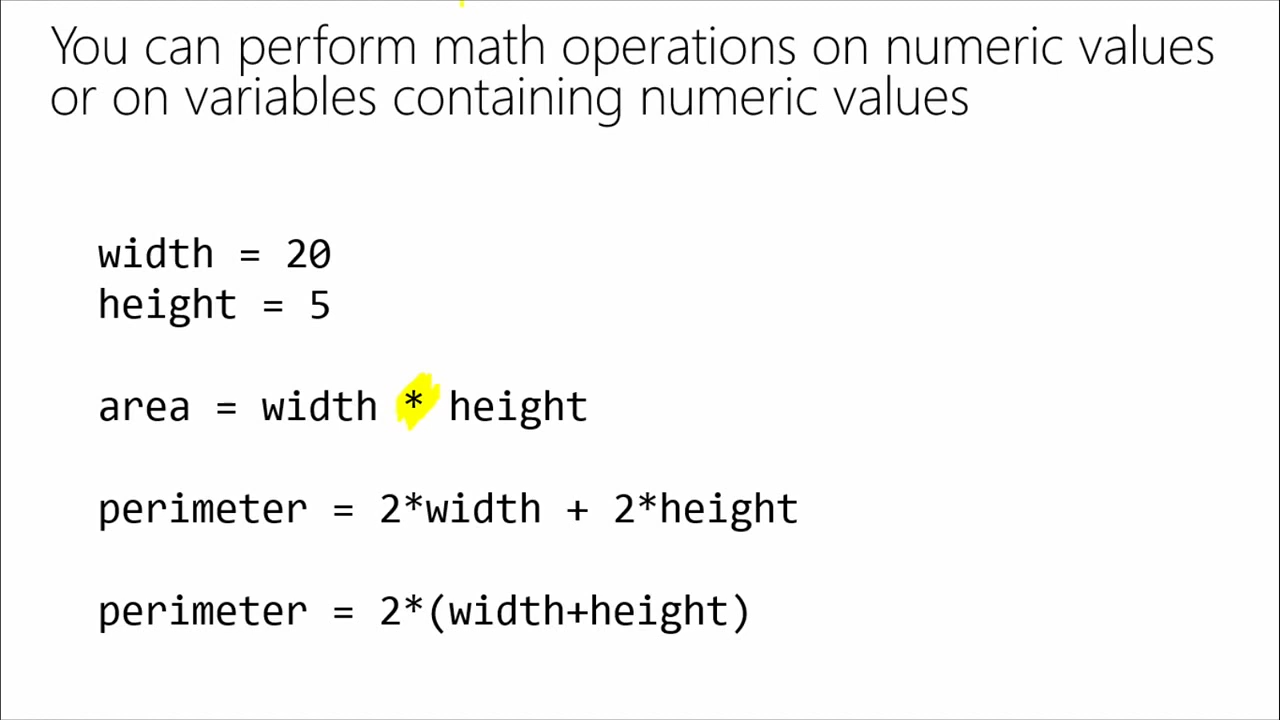 You can perform math operations on numeric values
or on variables containing numeric values
width = 20
height = 5
area = width * height
perimeter = 2*width + 2*height
perimeter = 2*(width+height)